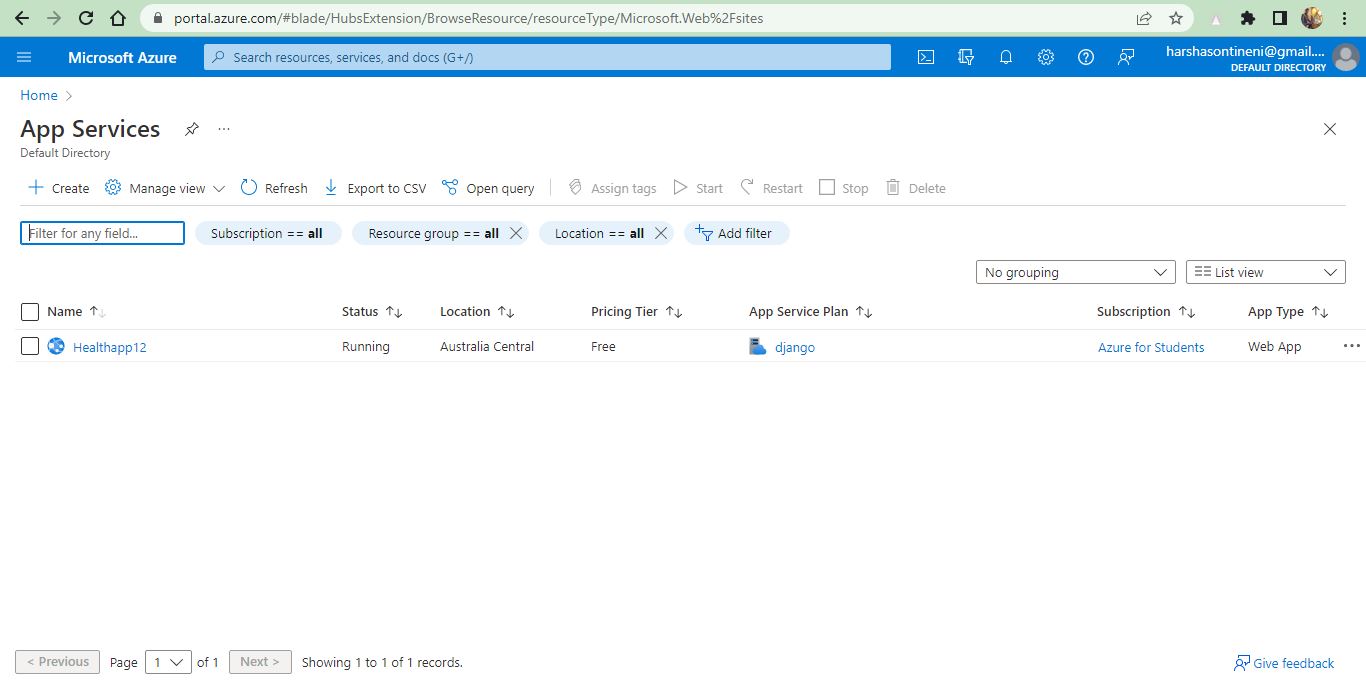 portal.azure.com/#blade/HubsExtension/BrowseResource/resourceType/Microsoft.Web%2Fsites
Microsoft Azure
Search resources, services, and docs (G+/)
harshasontineni@gmail....
DEFAULT DIRECTORY
Home
App Services
Default Directory
Create Manage view Refresh Export to CSV Open query Assign tags Start Restart Stop Delete
Filter for any field... Subscription == all Resource group == all Location == all Add filter
No grouping List view
Name Status Location Pricing Tier App Service Plan Subscription App Type
Healthapp12 Running Australia Central Free django Azure for Students Web App
< Previous Page 1 of 1 Next > Showing 1 to 1 of 1 records. Give feedback